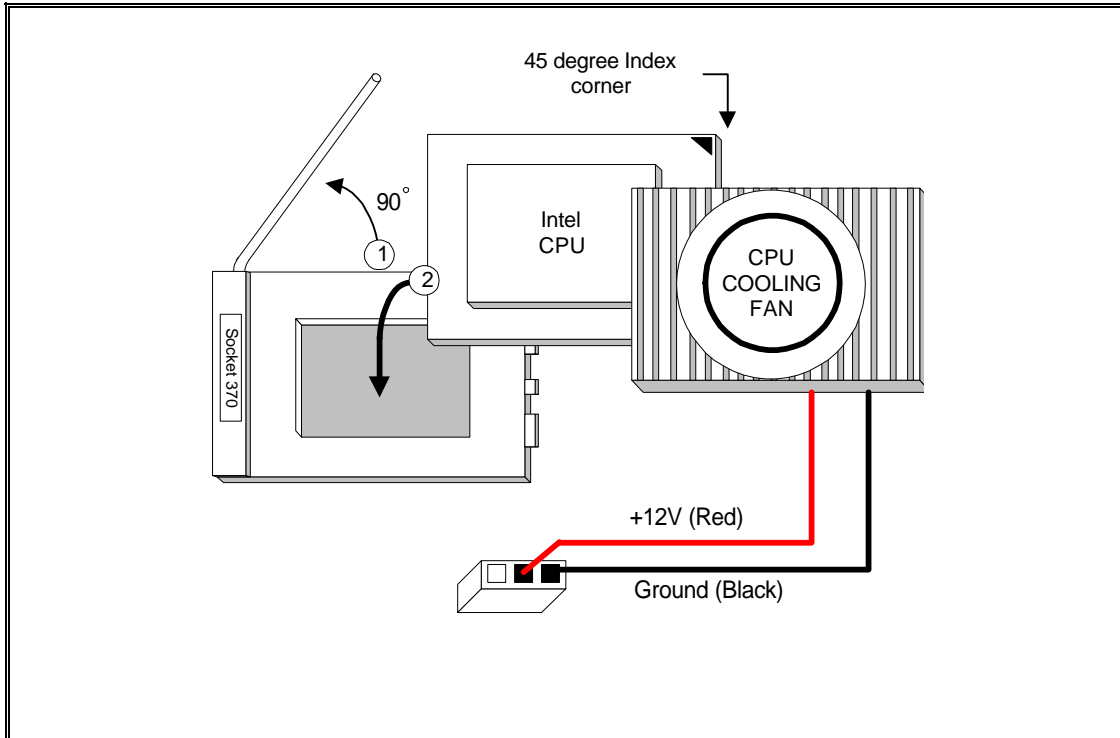 45 degree Index
corner
90°
1
2
Intel
CPU
CPU
COOLING
FAN
Socket 370
+12V (Red)
Ground (Black)